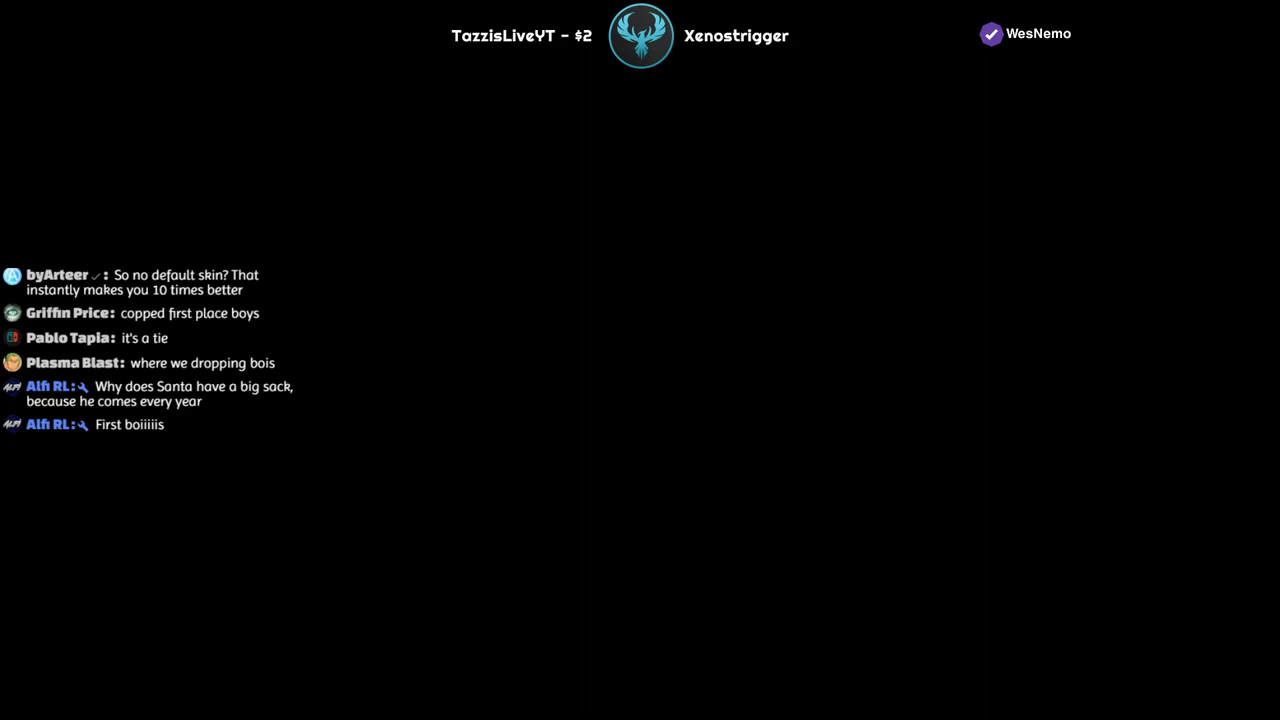 TazzisLiveYT - $2
Xenostrigger
WesNemo
byArteer ✓ : So no default skin? That
instantly makes you 10 times better
Griffin Price: copped first place boys
Pablo Tapia: it's a tie
Plasma Blast: where we dropping bois
Alfi RL: Why does Santa have a big sack,
because he comes every year
Alfi RL: First boiiiiis